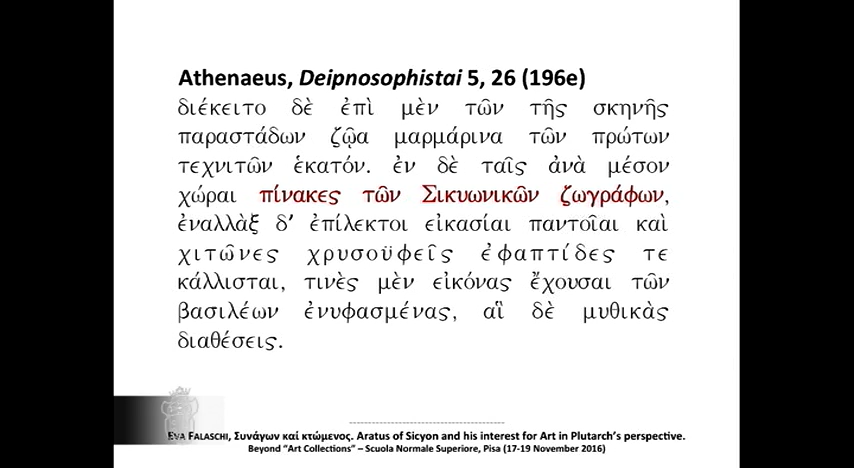 Athenaeus, Deipnosophistai 5, 26 (196e)
διέκειτο δὲ ἐπὶ μὲν τῶν τῆς σκηνῆς
παραστάδων ζῷα μαρμάρινα τῶν πρώτων
τεχνιτῶν ἑκατόν. ἐν δὲ ταῖς ἀνὰ μέσον
χώραι πίνακες τῶν Σικυωνικῶν ζωγράφων,
ἐναλλὰξ δ’ ἐπίλεκτοι εἰκασίαι παντοῖαι καὶ
χιτῶνες χρυσοϋφεῖς ἐφαπτίδες τε
κάλλισται, τινὲς μὲν εἰκόνας ἔχουσαι τῶν
βασιλέων ἐνυφασμένας, αἳ δὲ μυθικὰς
διαθέσεις.
EVA FALASCHI, Συνάγων καί κτώμενος. Aratus of Sicyon and his interest for Art in Plutarch’s perspective.
Beyond “Art Collections” – Scuola Normale Superiore, Pisa (17-19 November 2016)